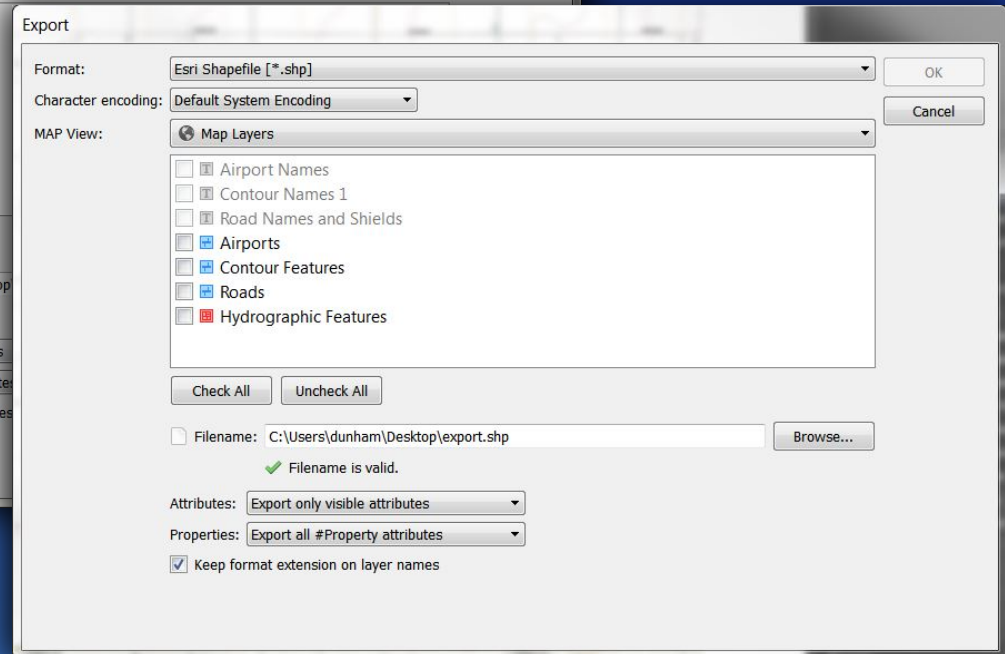 Export
Format: Esri Shapefile [*.shp] OK
Character encoding: Default System Encoding Cancel
MAP View: Map Layers
T Airport Names
T Contour Names 1
T Road Names and Shields
Airports
Contour Features
Roads
Hydrographic Features
Check All Uncheck All
Filename: C:\Users\dunham\Desktop\export.shp Browse...
Filename is valid.
Attributes: Export only visible attributes
Properties: Export all #Property attributes
Keep format extension on layer names